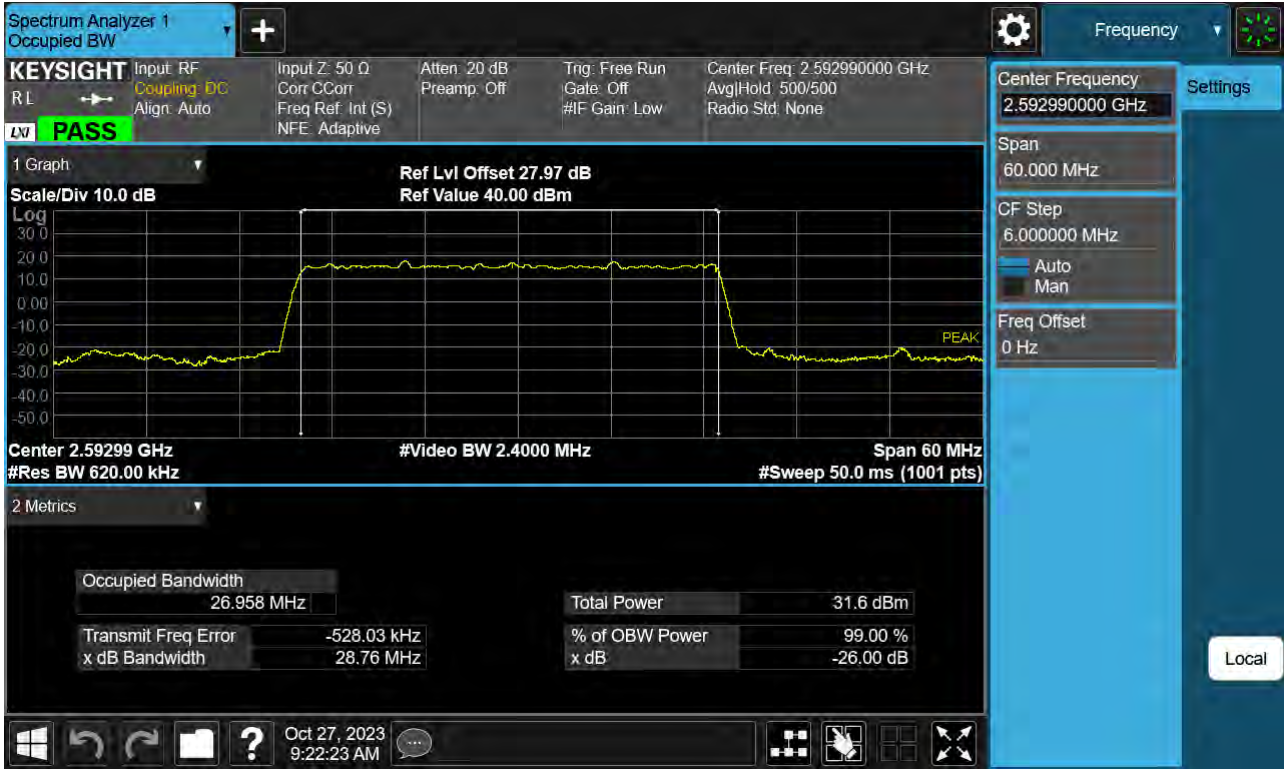 Spectrum Analyzer 1
Occupied BW
+
Frequency
KEYSIGHT
R L
LXI
PASS
Input: RF
Coupling: DC
Align: Auto
Input Z: 50 Ω
Corr CCorr
Freq Ref: Int (S)
NFE: Adaptive
Atten: 20 dB
Preamp: Off
Trig: Free Run
Gate: Off
#IF Gain: Low
Center Freq: 2.592990000 GHz
Avg|Hold: 500/500
Radio Std: None
Center Frequency
2.592990000 GHz
Settings
Span
60.000 MHz
CF Step
6.000000 MHz
Auto
Man
Freq Offset
0 Hz
Local
1 Graph
Scale/Div 10.0 dB
Ref Lvl Offset 27.97 dB
Ref Value 40.00 dBm
Log
30.0
20.0
10.0
0.00
-10.0
-20.0
-30.0
-40.0
-50.0
PEAK
Center 2.59299 GHz
#Video BW 2.4000 MHz
Span 60 MHz
#Res BW 620.00 kHz
#Sweep 50.0 ms (1001 pts)
2 Metrics
Occupied Bandwidth
26.958 MHz
Total Power 31.6 dBm
Transmit Freq Error -528.03 kHz
% of OBW Power 99.00 %
x dB Bandwidth 28.76 MHz
x dB -26.00 dB
?
Oct 27, 2023
9:22:23 AM